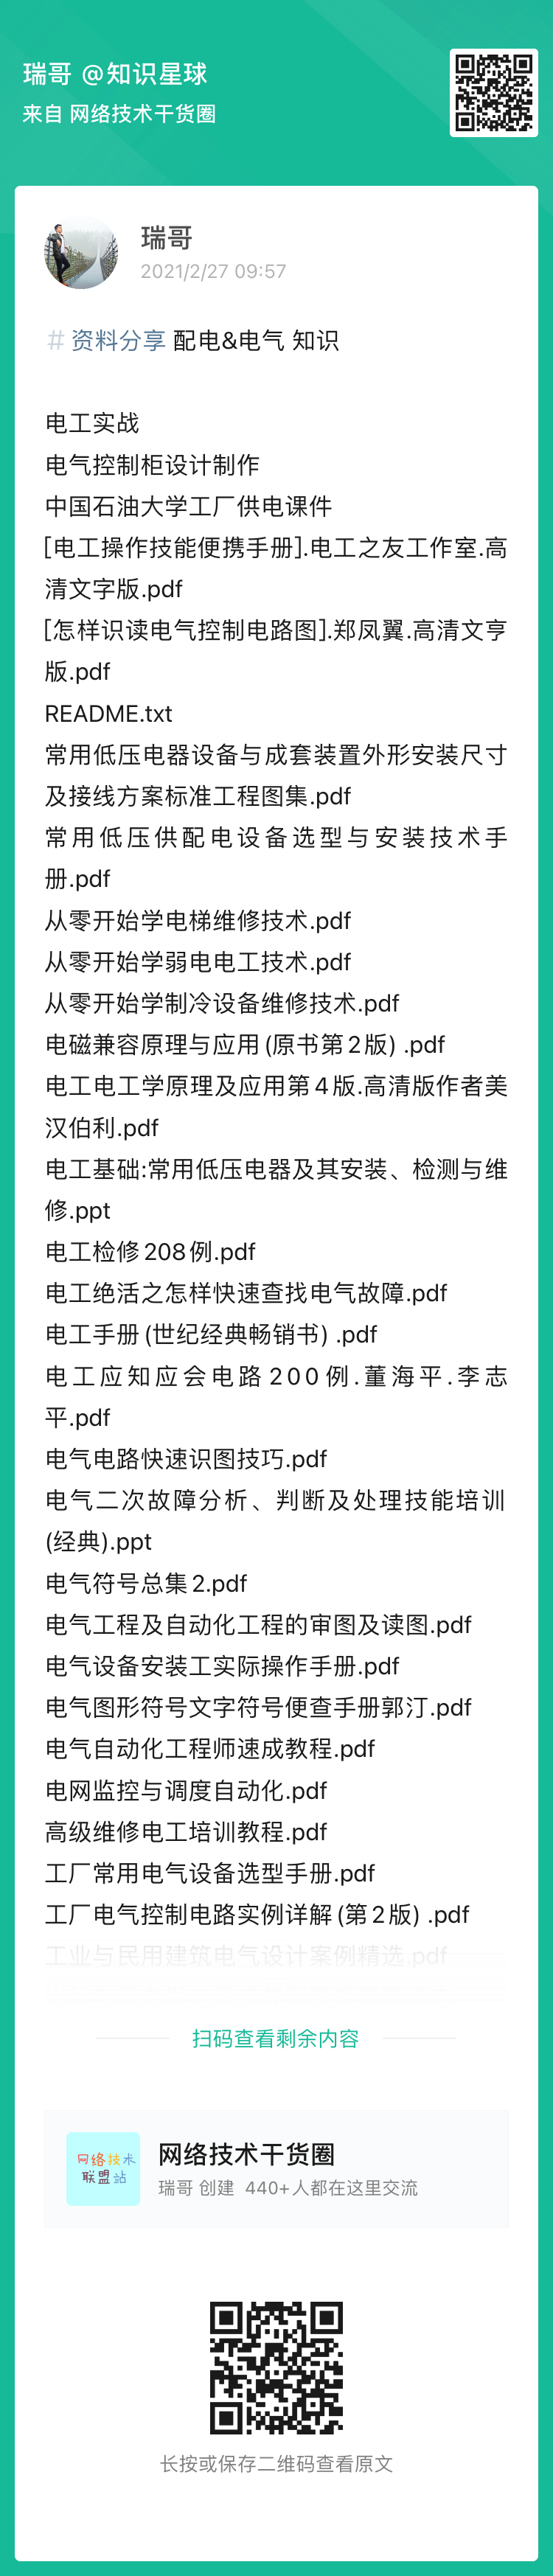 瑞哥 @知识星球
来自 网络技术干货圈
瑞哥
2021/2/27 09:57
#资料分享 配电&电气 知识
电工实战
电气控制柜设计制作
中国石油大学工厂供电课件
[电工操作技能便携手册].电工之友工作室.高
清文字版.pdf
[怎样识读电气控制电路图].郑凤翼.高清文亨
版.pdf
README.txt
常用低压电器设备与成套装置外形安装尺寸
及接线方案标准工程图集.pdf
常用低压供配电设备选型与安装技术手
册.pdf
从零开始学电梯维修技术.pdf
从零开始学弱电电工技术.pdf
从零开始学制冷设备维修技术.pdf
电磁兼容原理与应用(原书第2版) .pdf
电工电工学原理及应用第4版.高清版作者美
汉伯利.pdf
电工基础:常用低压电器及其安装、检测与维
修.ppt
电工检修208例.pdf
电工绝活之怎样快速查找电气故障.pdf
电工手册(世纪经典畅销书) .pdf
电工应知应会电路200例.董海平.李志
平.pdf
电气电路快速识图技巧.pdf
电气二次故障分析、判断及处理技能培训
(经典).ppt
电气符号总集2.pdf
电气工程及自动化工程的审图及读图.pdf
电气设备安装工实际操作手册.pdf
电气图形符号文字符号便查手册郭汀.pdf
电气自动化工程师速成教程.pdf
电网监控与调度自动化.pdf
高级维修电工培训教程.pdf
工厂常用电气设备选型手册.pdf
工厂电气控制电路实例详解(第2版) .pdf
工业与民用建筑电气设计案例精选.pdf
扫码查看剩余内容
网络技术
联盟站
网络技术干货圈
瑞哥 创建 440+人都在这里交流
长按或保存二维码查看原文